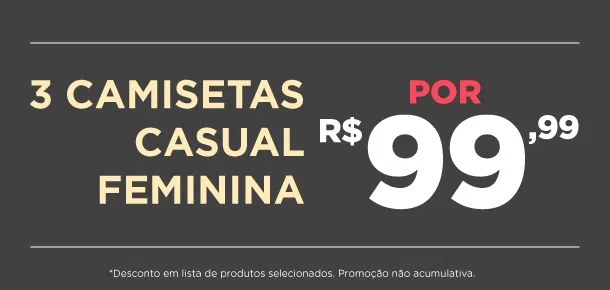 3 CAMISETAS
CASUAL
FEMININA
POR
R$99,99
*Desconto em lista de produtos selecionados. Promoção não acumulativa.